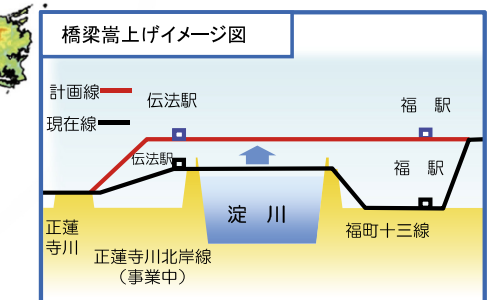 橋梁嵩上げイメージ図
計画線
現在線
伝法駅
福 駅
伝法駅
福 駅
淀 川
正蓮
寺川
正蓮寺川北岸線
（事業中）
福町十三線